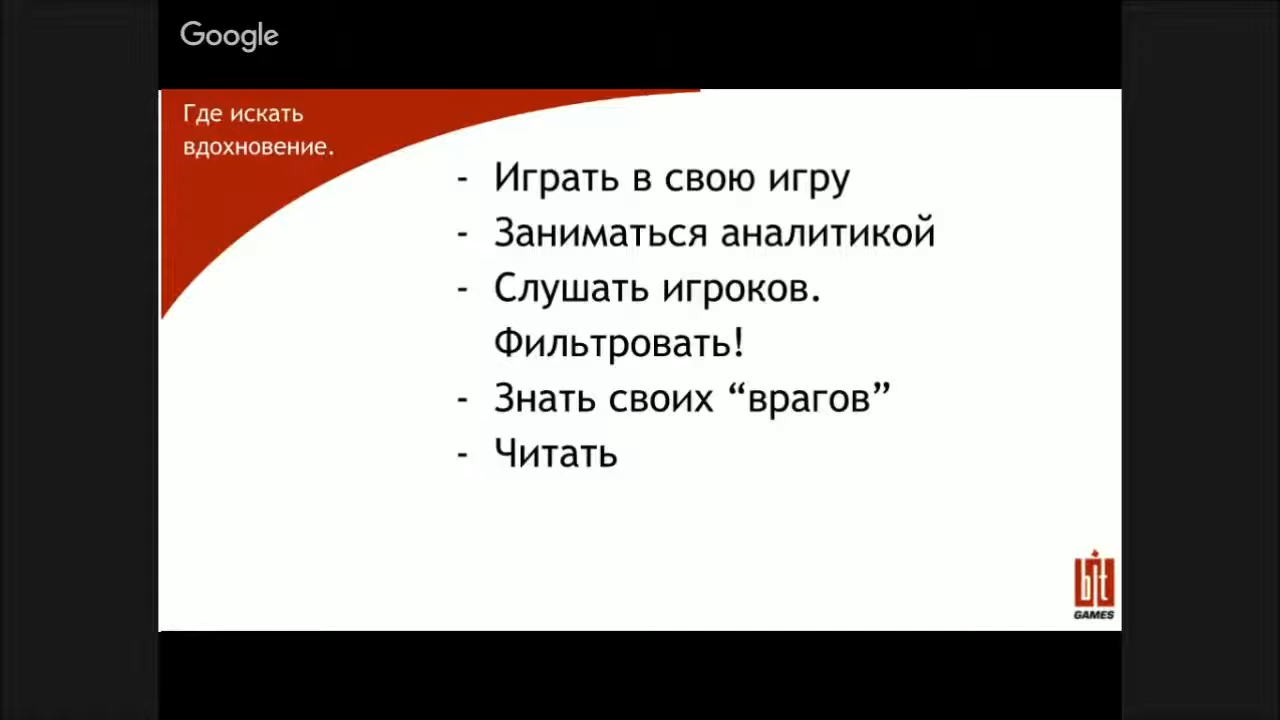 Google
Где искать
вдохновение.
- Играть в свою игру
- Заниматься аналитикой
- Слушать игроков.
Фильтровать!
- Знать своих “врагов”
- Читать
bit
GAMES